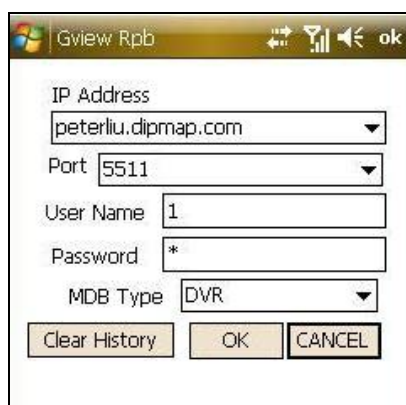 Gview Rpb ok
IP Address
peterliu.dipmap.com
Port 5511
User Name 1
Password *
MDB Type DVR
Clear History OK CANCEL